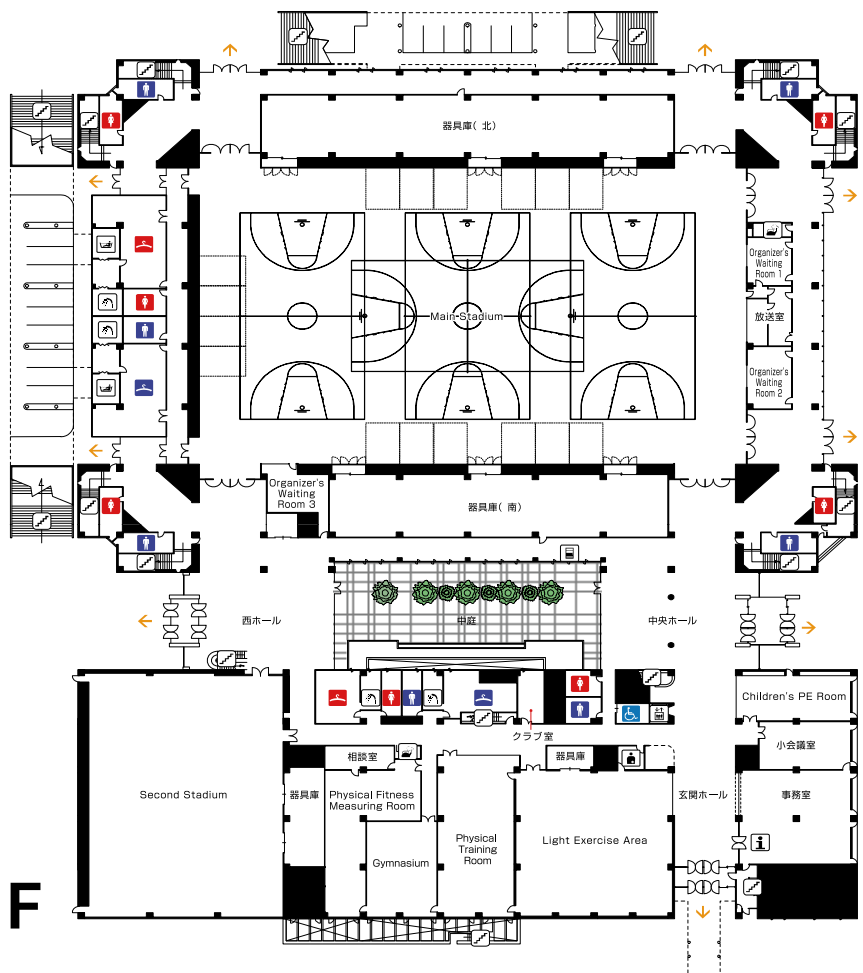 器具庫( 北)
Organizer's
Waiting
Room 1
Main Stadium
放送室
Organizer's
Waiting
Room 2
Organizer's
Waiting
Room 3
器具庫( 南)
西ホール
中庭
中央ホール
Children's PE Room
クラブ室
小会議室
相談室
器具庫
Second Stadium
器具庫
Physical Fitness
Measuring Room
玄関ホール
事務室
Physical
Training
Room
Light Exercise Area
Gymnasium
i
F